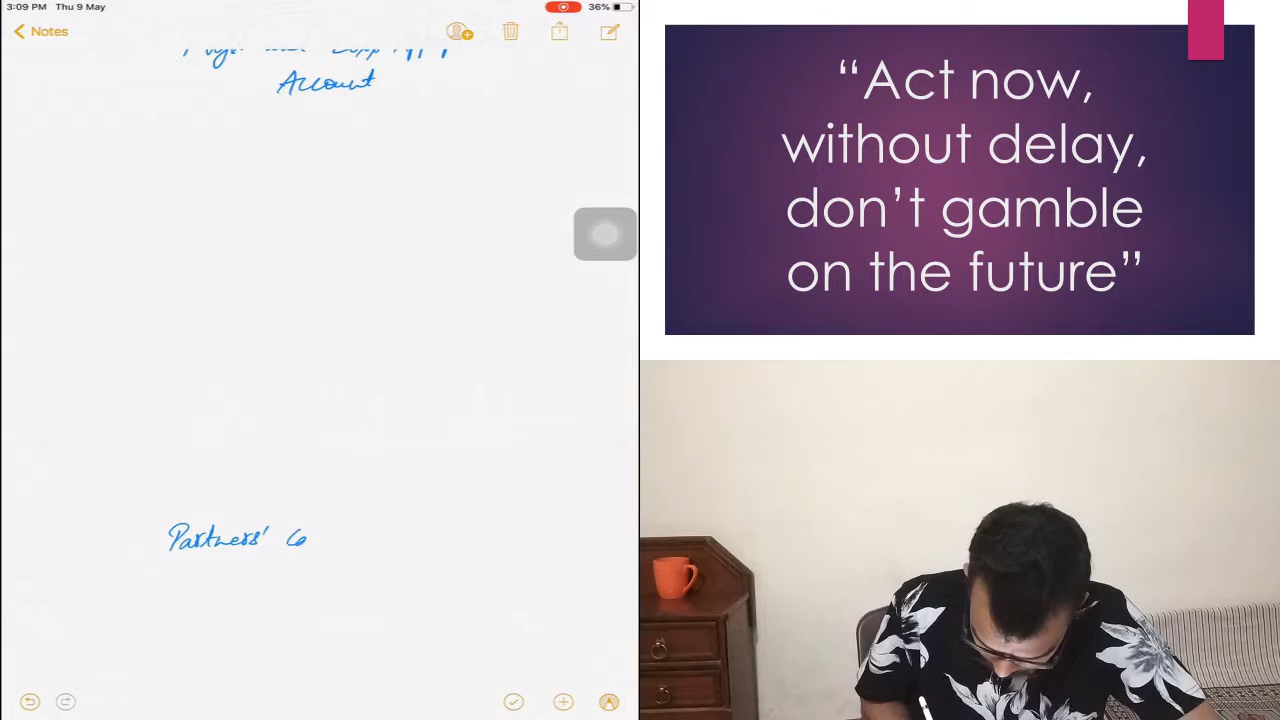 3:09 PM Thu 9 May
36%
Notes
Account
Partners'
“Act now,
without delay,
don’t gamble
on the future”